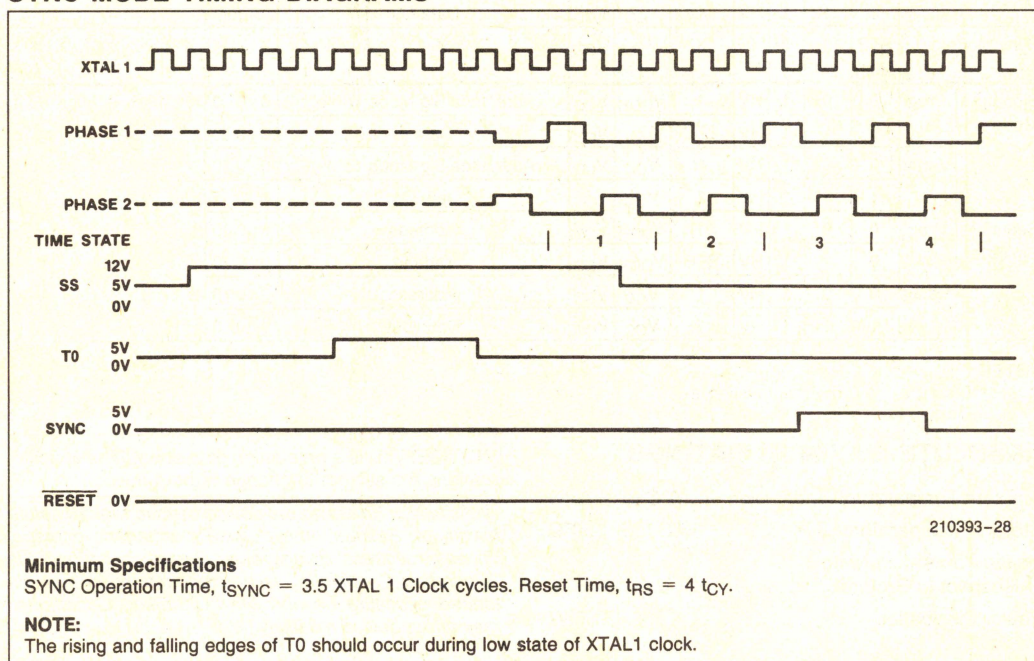 SYNC MODE TIMING DIAGRAMS
XTAL 1
PHASE 1
PHASE 2
TIME STATE | 1 | 2 | 3 | 4 |
12V
SS 5V
0V
T0 5V
0V
5V
SYNC 0V
RESET 0V
210393–28
Minimum Specifications
SYNC Operation Time, tSYNC = 3.5 XTAL 1 Clock cycles. Reset Time, tRS = 4 tCY.
NOTE:
The rising and falling edges of T0 should occur during low state of XTAL1 clock.